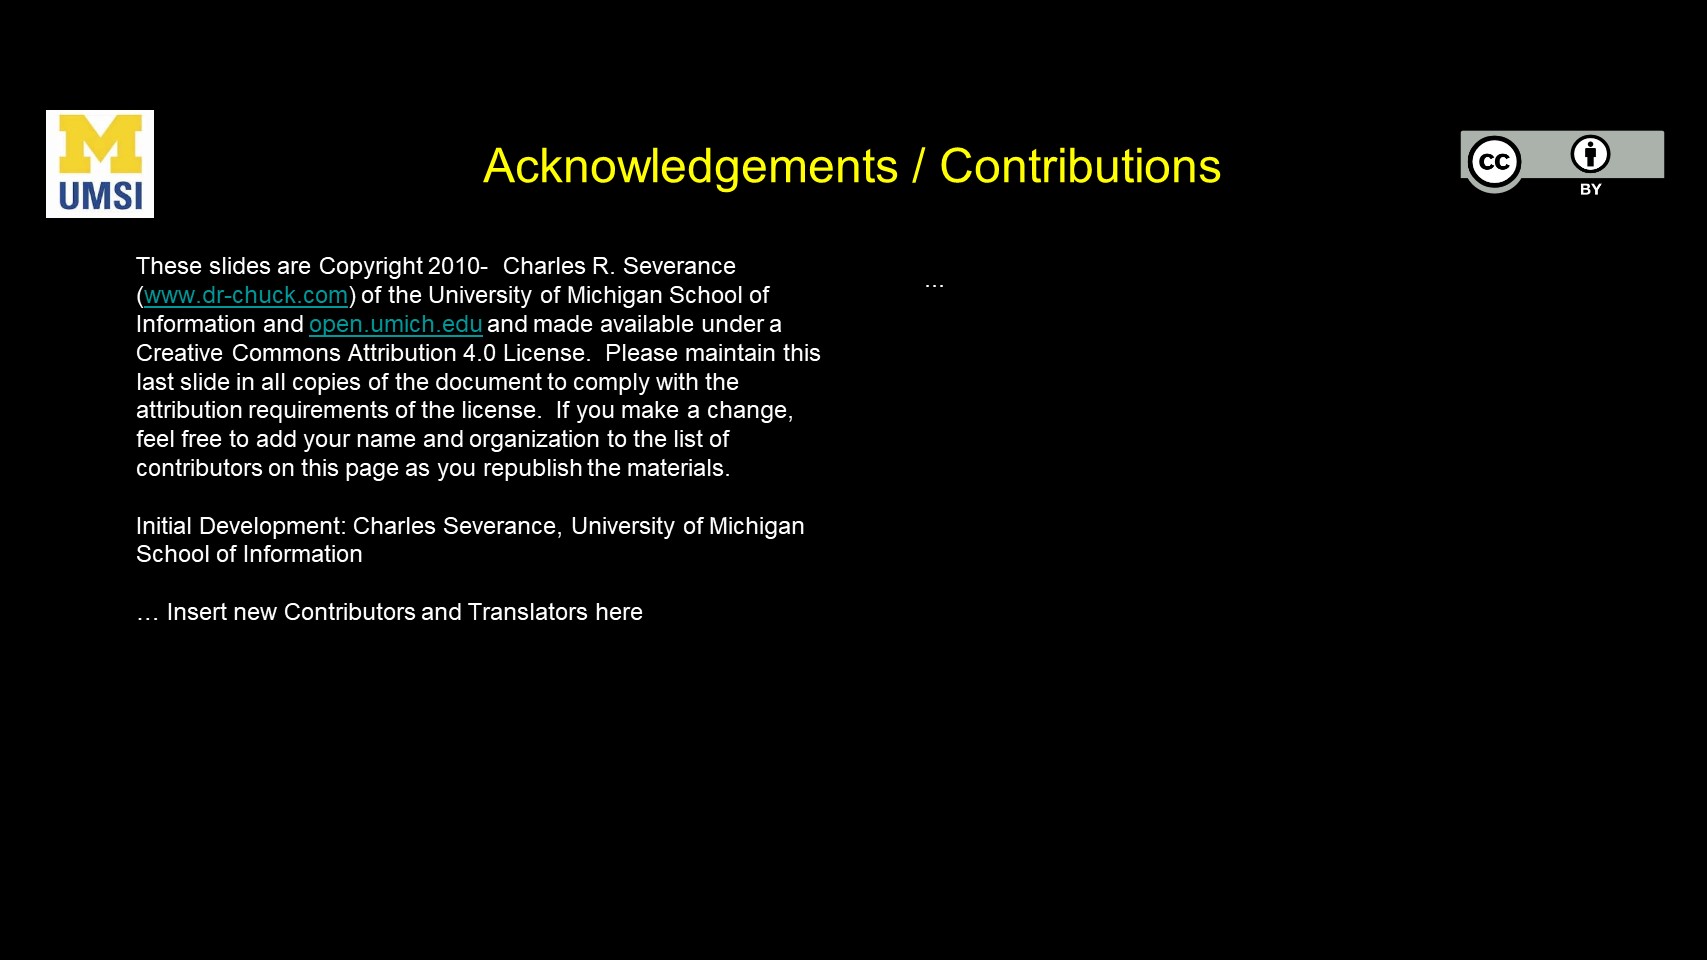 M
UMSI
Acknowledgements / Contributions
cc
BY
These slides are Copyright 2010-  Charles R. Severance
(www.dr-chuck.com) of the University of Michigan School of
Information and open.umich.edu and made available under a
Creative Commons Attribution 4.0 License.  Please maintain this
last slide in all copies of the document to comply with the
attribution requirements of the license.  If you make a change,
feel free to add your name and organization to the list of
contributors on this page as you republish the materials.
Initial Development: Charles Severance, University of Michigan
School of Information
… Insert new Contributors and Translators here
...